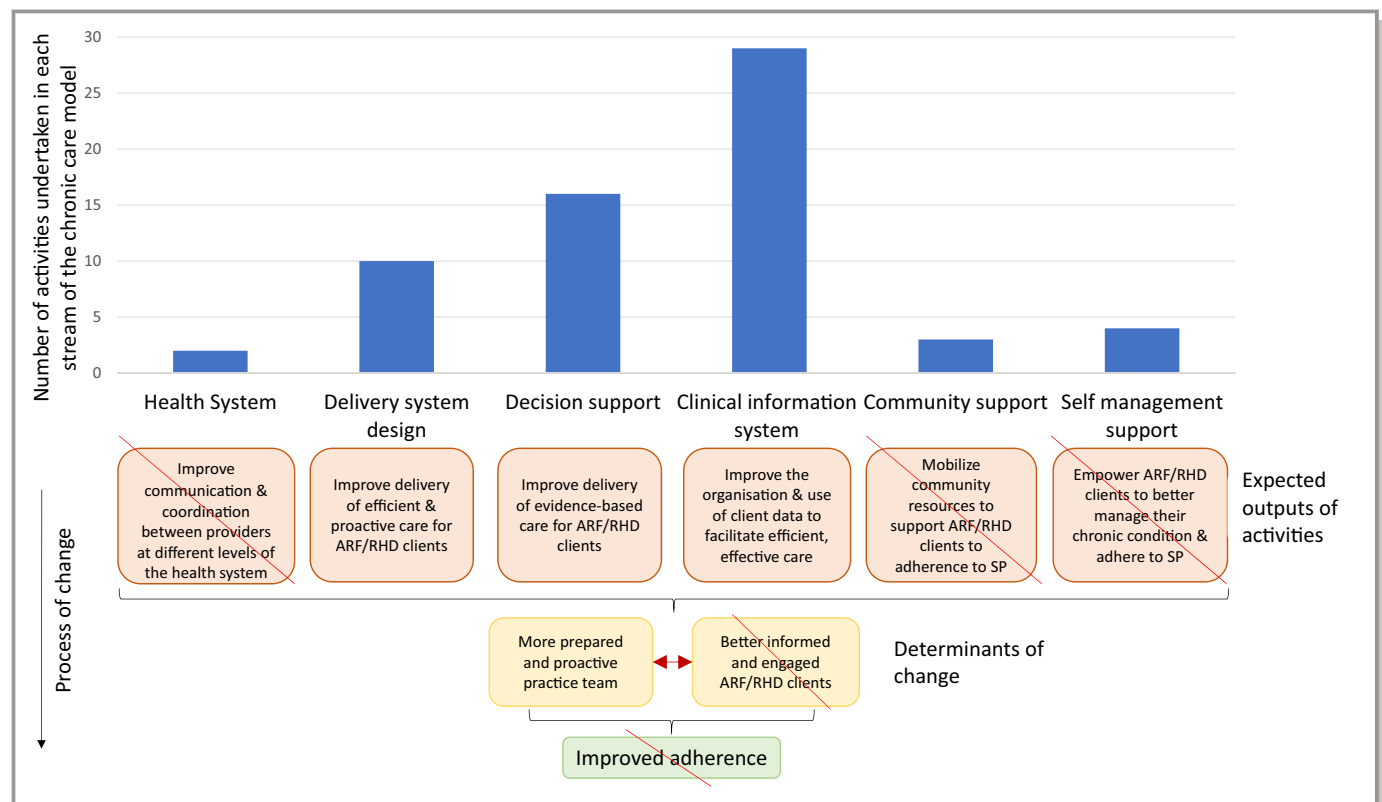 Number of activities undertaken in each
stream of the chronic care model
30
25
20
15
10
5
0
Health System
Delivery system
design
Decision support
Clinical information
system
Community support
Self management
support
Improve
communication &
coordination
between providers
at different levels of
the health system
Improve delivery
of efficient &
proactive care for
ARF/RHD clients
Improve delivery
of evidence-based
care for ARF/RHD
clients
Improve the
organisation & use
of client data to
facilitate efficient,
effective care
Mobilize
community
resources to
support ARF/RHD
clients to
adherence to SP
Empower ARF/RHD
clients to better
manage their
chronic condition &
adhere to SP
Expected
outputs of
activities
Process of change
More prepared
and proactive
practice team
Better informed
and engaged
ARF/RHD clients
Determinants of
change
Improved adherence